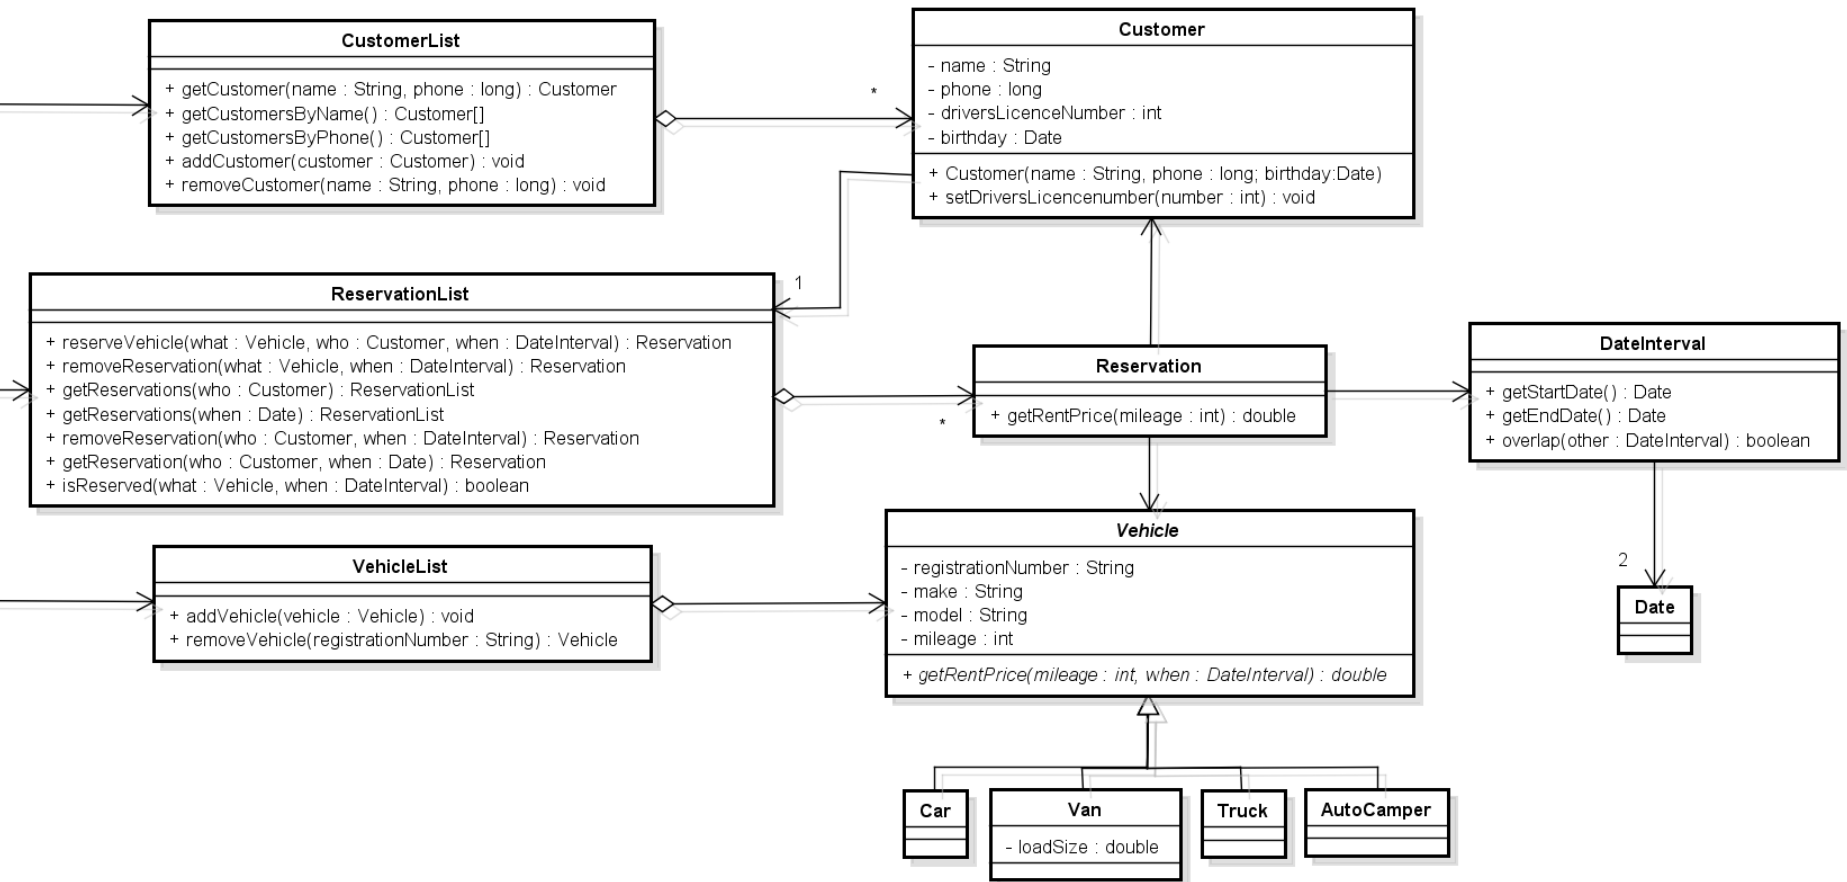 CustomerList
+ getCustomer(name : String, phone : long) : Customer
+ getCustomersByName() : Customer[]
+ getCustomersByPhone() : Customer[]
+ addCustomer(customer : Customer) : void
+ removeCustomer(name : String, phone : long) : void
*
Customer
- name : String
- phone : long
- driversLicenceNumber : int
- birthday : Date
+ Customer(name : String, phone : long; birthday:Date)
+ setDriversLicencenumber(number : int) : void
1
ReservationList
+ reserveVehicle(what : Vehicle, who : Customer, when : DateInterval) : Reservation
+ removeReservation(what : Vehicle, when : DateInterval) : Reservation
+ getReservations(who : Customer) : ReservationList
+ getReservations(when : Date) : ReservationList
+ removeReservation(who : Customer, when : DateInterval) : Reservation
+ getReservation(who : Customer, when : Date) : Reservation
+ isReserved(what : Vehicle, when : DateInterval) : boolean
*
Reservation
+ getRentPrice(mileage : int) : double
DateInterval
+ getStartDate() : Date
+ getEndDate() : Date
+ overlap(other : DateInterval) : boolean
2
Date
VehicleList
+ addVehicle(vehicle : Vehicle) : void
+ removeVehicle(registrationNumber : String) : Vehicle
Vehicle
- registrationNumber : String
- make : String
- model : String
- mileage : int
+ getRentPrice(mileage : int, when : DateInterval) : double
Car
Van
- loadSize : double
Truck
AutoCamper